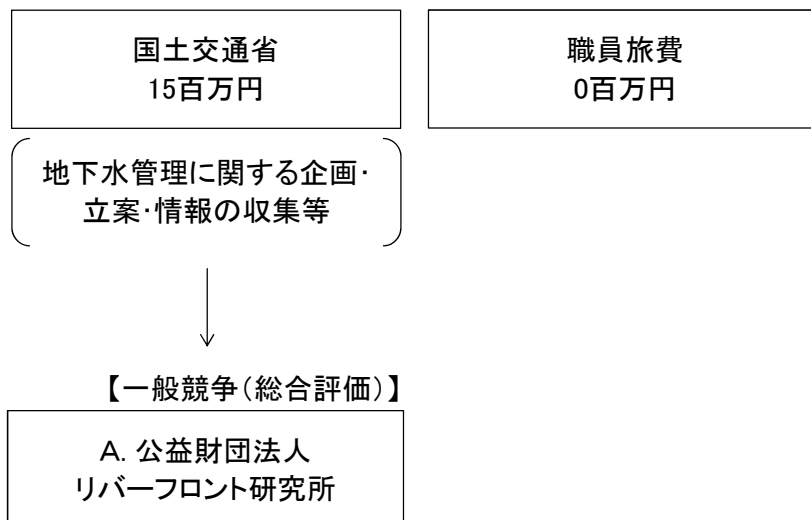 国土交通省
15百万円
職員旅費
0百万円
地下水管理に関する企画・
立案・情報の収集等
【一般競争（総合評価）】
A. 公益財団法人
リバーフロント研究所